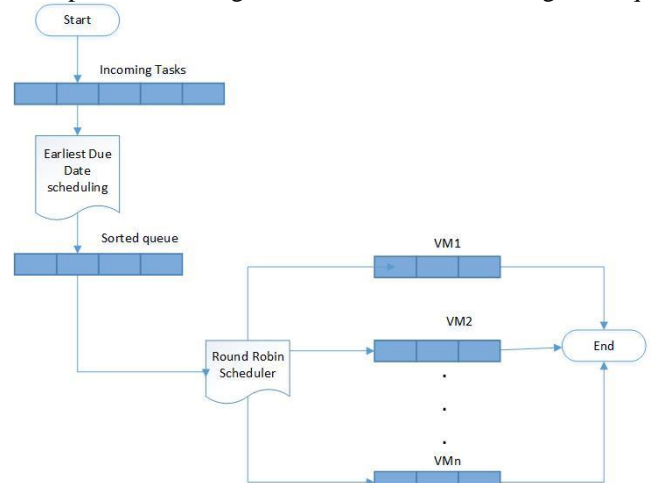 Start
Incoming Tasks
Earliest Due
Date
scheduling
Sorted queue
VM1
VM2
Round Robin
Scheduler
End
.
.
.
VMn